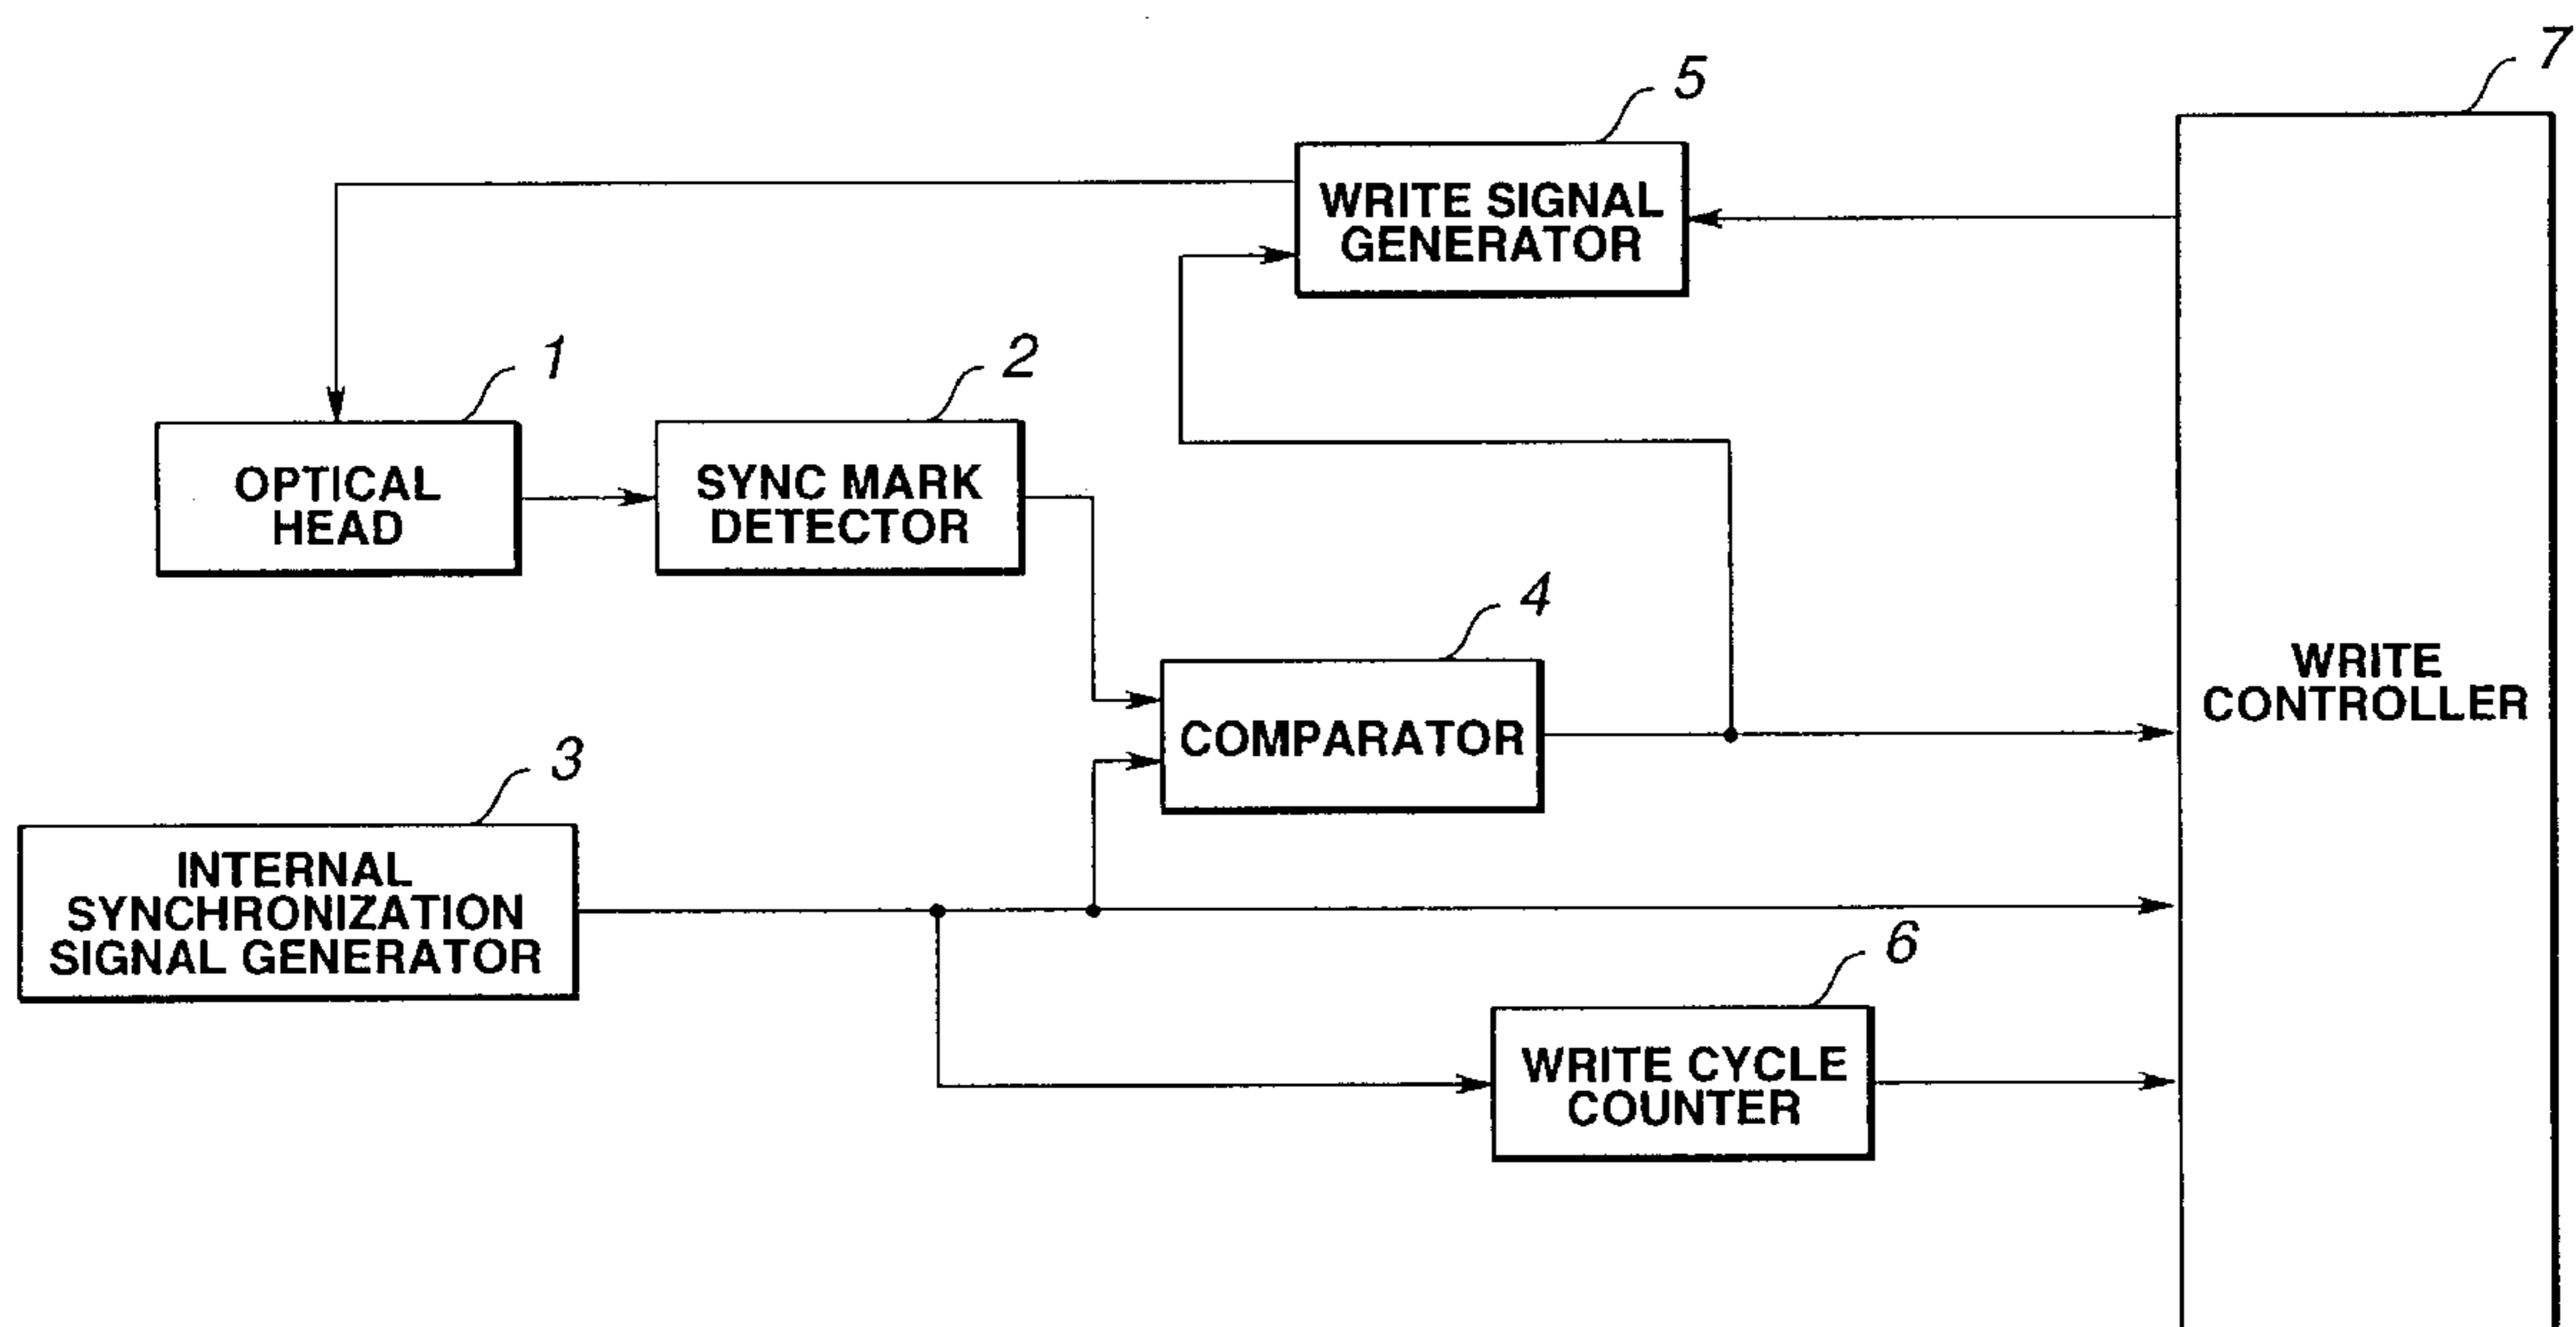 7
5
WRITE SIGNAL
GENERATOR
1
2
OPTICAL
HEAD
SYNC MARK
DETECTOR
4
WRITE
CONTROLLER
COMPARATOR
3
INTERNAL
SYNCHRONIZATION
SIGNAL GENERATOR
6
WRITE CYCLE
COUNTER